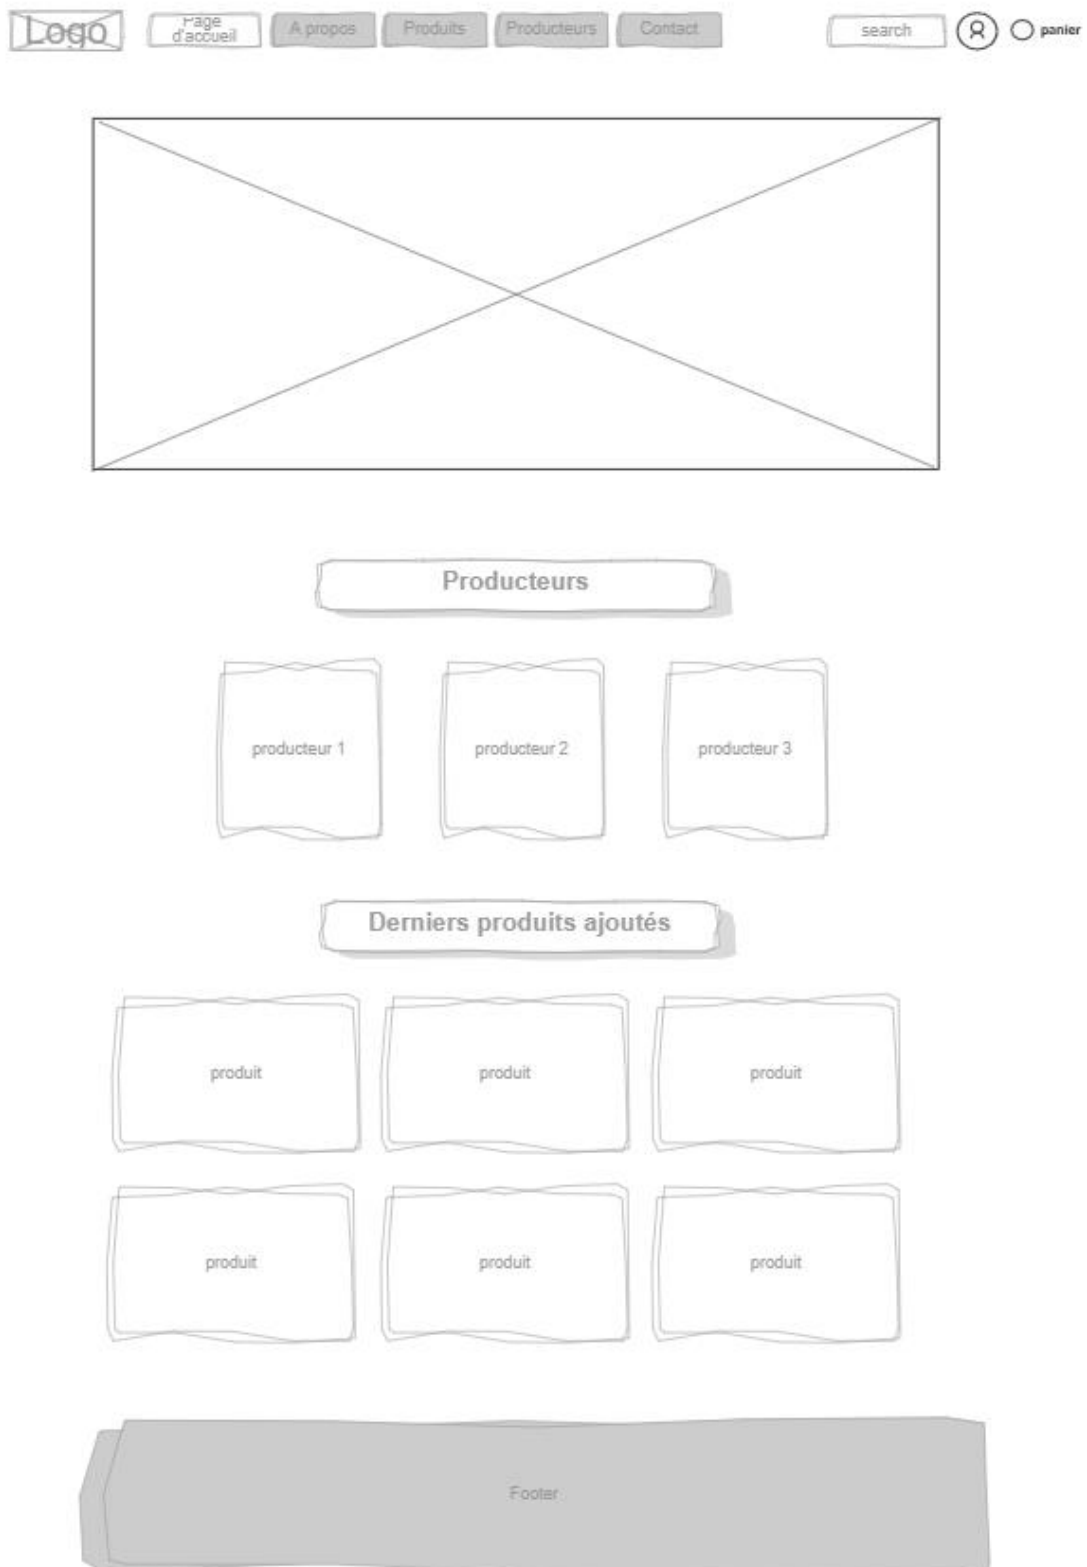 Logo
Page
d'accueil
A propos
Produits
Producteurs
Contact
search
panier
Producteurs
producteur 1
producteur 2
producteur 3
Derniers produits ajoutés
produit
produit
produit
produit
produit
produit
Footer